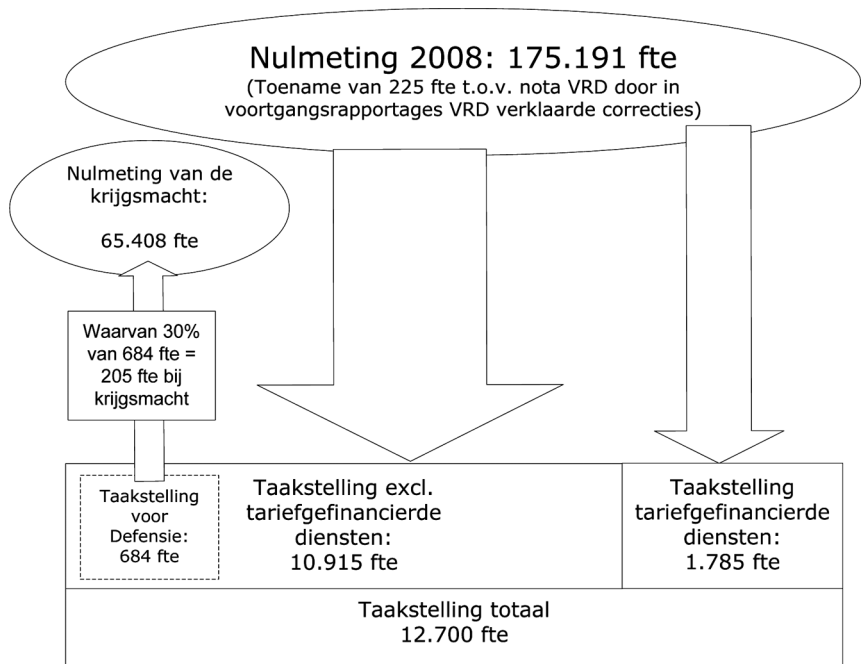 Nulmeting 2008: 175.191 fte
(Toename van 225 fte t.o.v. nota VRD door in
voortgangsrapportages VRD verklaarde correcties)
Nulmeting van de
krijgsmacht:
65.408 fte
Waarvan 30%
van 684 fte =
205 fte bij
krijgsmacht
Taakstelling
voor
Defensie:
684 fte
Taakstelling excl.
tariefgefinancierde
diensten:
10.915 fte
Taakstelling
tariefgefinancierde
diensten:
1.785 fte
Taakstelling totaal
12.700 fte